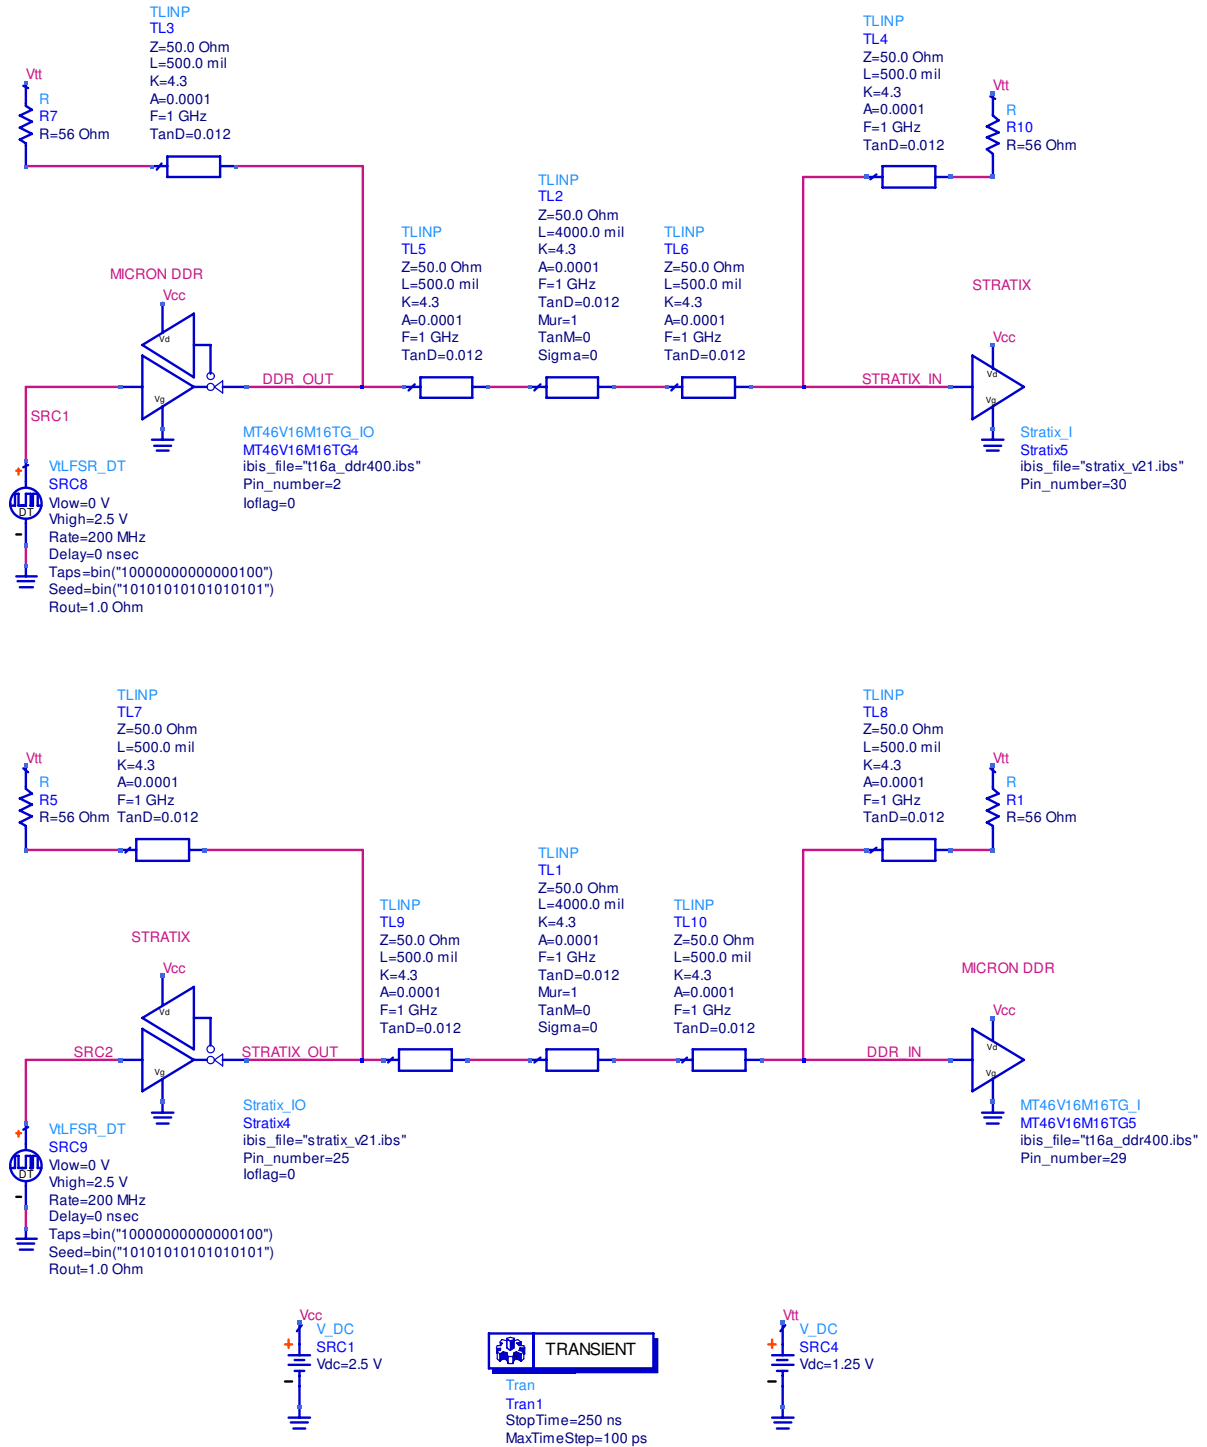 TLINP
TL3
Z=50.0 Ohm
L=500.0 mil
K=4.3
A=0.0001
F=1 GHz
TanD=0.012
Vtt
R
R7
R=56 Ohm
TLINP
TL4
Z=50.0 Ohm
L=500.0 mil
K=4.3
A=0.0001
F=1 GHz
TanD=0.012
Vtt
R
R10
R=56 Ohm
TLINP
TL5
Z=50.0 Ohm
L=500.0 mil
K=4.3
A=0.0001
F=1 GHz
TanD=0.012
TLINP
TL2
Z=50.0 Ohm
L=4000.0 mil
K=4.3
A=0.0001
F=1 GHz
TanD=0.012
Mur=1
TanM=0
Sigma=0
TLINP
TL6
Z=50.0 Ohm
L=500.0 mil
K=4.3
A=0.0001
F=1 GHz
TanD=0.012
MICRON DDR
Vcc
Vd
Vg
DDR_OUT
SRC1
MT46V16M16TG_IO
MT46V16M16TG4
ibis_file="t16a_ddr400.ibs"
Pin_number=2
Ioflag=0
STRATIX
Vcc
Vd
Vg
STRATIX_IN
Stratix_I
Stratix5
ibis_file="stratix_v21.ibs"
Pin_number=30
DT
VtLFSR_DT
SRC8
Vlow=0 V
Vhigh=2.5 V
Rate=200 MHz
Delay=0 nsec
Taps=bin("10000000000000100")
Seed=bin("10101010101010101")
Rout=1.0 Ohm
TLINP
TL7
Z=50.0 Ohm
L=500.0 mil
K=4.3
A=0.0001
F=1 GHz
TanD=0.012
Vtt
R
R5
R=56 Ohm
TLINP
TL8
Z=50.0 Ohm
L=500.0 mil
K=4.3
A=0.0001
F=1 GHz
TanD=0.012
Vtt
R
R1
R=56 Ohm
TLINP
TL9
Z=50.0 Ohm
L=500.0 mil
K=4.3
A=0.0001
F=1 GHz
TanD=0.012
TLINP
TL1
Z=50.0 Ohm
L=4000.0 mil
K=4.3
A=0.0001
F=1 GHz
TanD=0.012
Mur=1
TanM=0
Sigma=0
TLINP
TL10
Z=50.0 Ohm
L=500.0 mil
K=4.3
A=0.0001
F=1 GHz
TanD=0.012
STRATIX
Vcc
Vd
Vg
SRC2
STRATIX_OUT
Stratix_IO
Stratix4
ibis_file="stratix_v21.ibs"
Pin_number=25
Ioflag=0
MICRON DDR
Vcc
Vd
Vg
DDR_IN
MT46V16M16TG_I
MT46V16M16TG5
ibis_file="t16a_ddr400.ibs"
Pin_number=29
DT
VtLFSR_DT
SRC9
Vlow=0 V
Vhigh=2.5 V
Rate=200 MHz
Delay=0 nsec
Taps=bin("10000000000000100")
Seed=bin("10101010101010101")
Rout=1.0 Ohm
Vcc
V_DC
SRC1
Vdc=2.5 V
TRANSIENT
Tran
Tran1
StopTime=250 ns
MaxTimeStep=100 ps
Vtt
V_DC
SRC4
Vdc=1.25 V